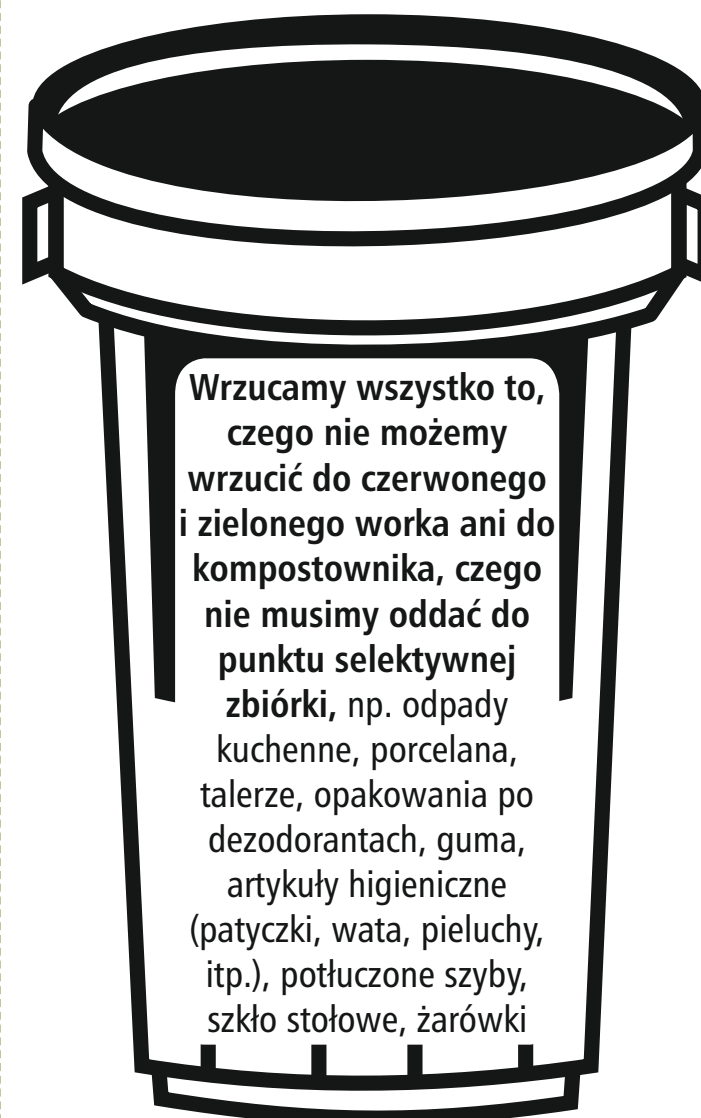 Wrzucamy wszystko to,
czego nie możemy
wrzucić do czerwonego
i zielonego worka ani do
kompostownika, czego
nie musimy oddać do
punktu selektywnej
zbiórki, np. odpady
kuchenne, porcelana,
talerze, opakowania po
dezodorantach, guma,
artykuły higieniczne
(patyczki, wata, pieluchy,
itp.), potłuczone szyby,
szkło stołowe, żarówki